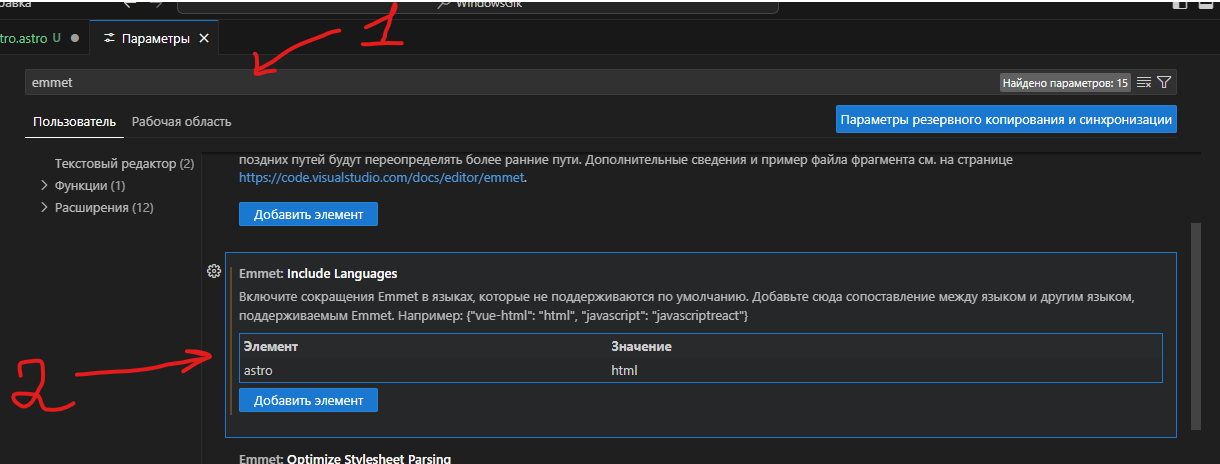 равка
WindowsGik
tro.astro U
Параметры
1
emmet
Найдено параметров: 15
Пользователь
Рабочая область
Параметры резервного копирования и синхронизации
Текстовый редактор (2)
Функции (1)
Расширения (12)
поздних путей будут переопределять более ранние пути. Дополнительные сведения и пример файла фрагмента см. на странице
https://code.visualstudio.com/docs/editor/emmet.
Добавить элемент
Emmet: Include Languages
Включите сокращения Emmet в языках, которые не поддерживаются по умолчанию. Добавьте сюда сопоставление между языком и другим языком,
поддерживаемым Emmet. Например: {"vue-html": "html", "javascript": "javascriptreact"}
Элемент Значение
astro html
2
Добавить элемент
Emmet: Optimize Stylesheet Parsing